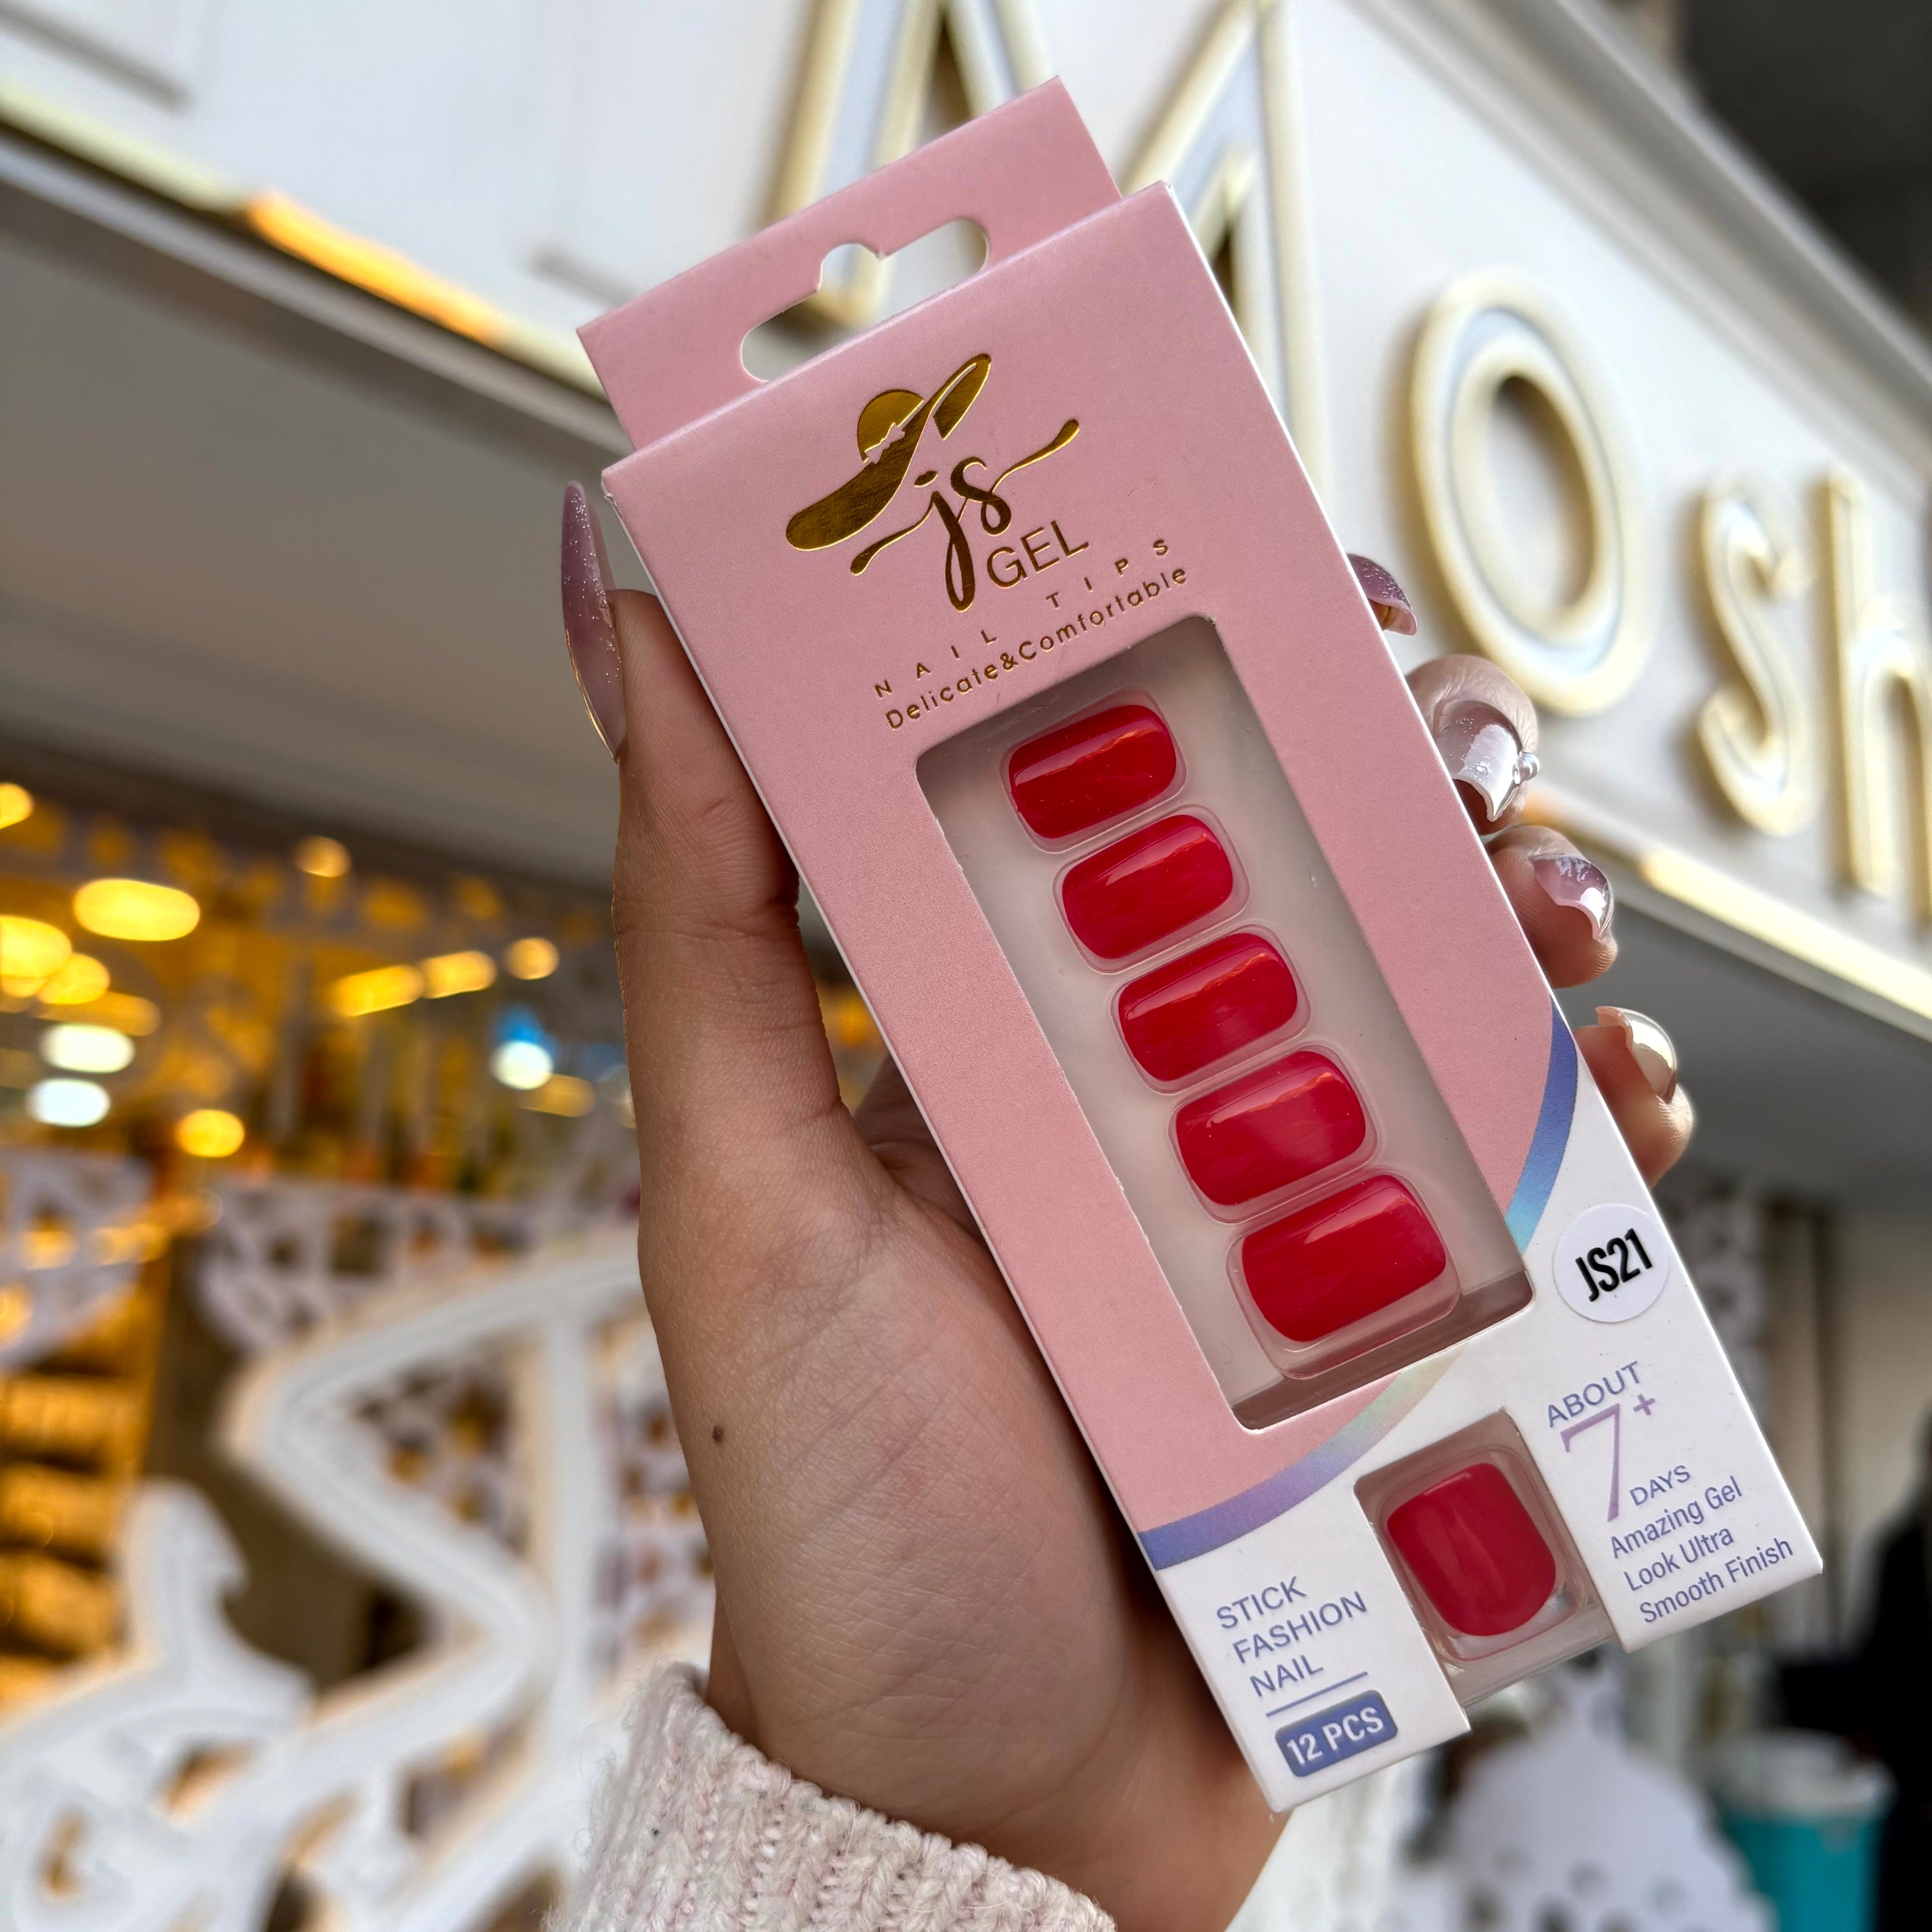 MOsh
js
GEL
NAIL TIPS
Delicate&Comfortable
JS21
ABOUT
7+
DAYS
Amazing Gel
Look Ultra
Smooth Finish
STICK
FASHION
NAIL
12 PCS